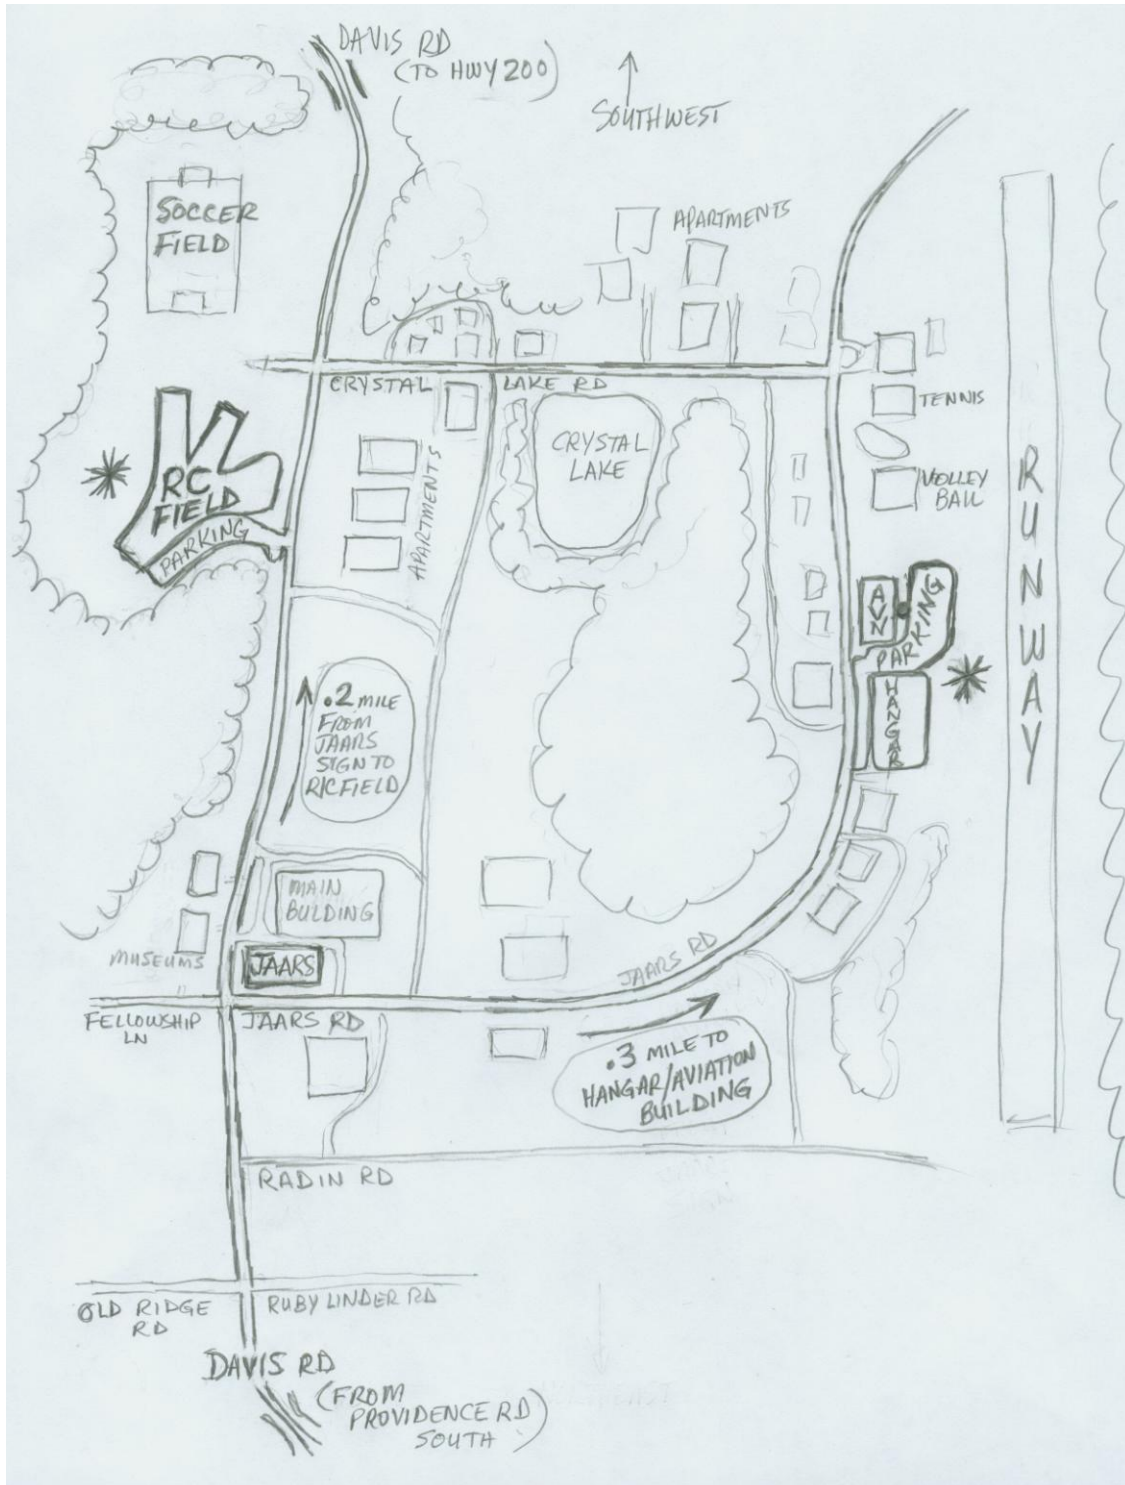 DAVIS RD
(TO HWY 200)
SOUTHWEST
SOCCER
FIELD
APARTMENTS
CRYSTAL LAKE RD
TENNIS
CRYSTAL
LAKE
RC
FIELD
PARKING
APARTMENTS
VOLLEY
BALL
RUNWAY
AVN
PARKING
HANGAR
.2 MILE
FROM
JAARS
SIGN TO
R/C FIELD
MAIN
BULDING
MUSEUMS
JAARS
JAARS RD
FELLOWSHIP
LN
JAARS RD
.3 MILE TO
HANGAR/AVIATION
BUILDING
RADIN RD
OLD RIDGE
RD
RUBY LINDER RD
DAVIS RD
(FROM
PROVIDENCE RD)
SOUTH